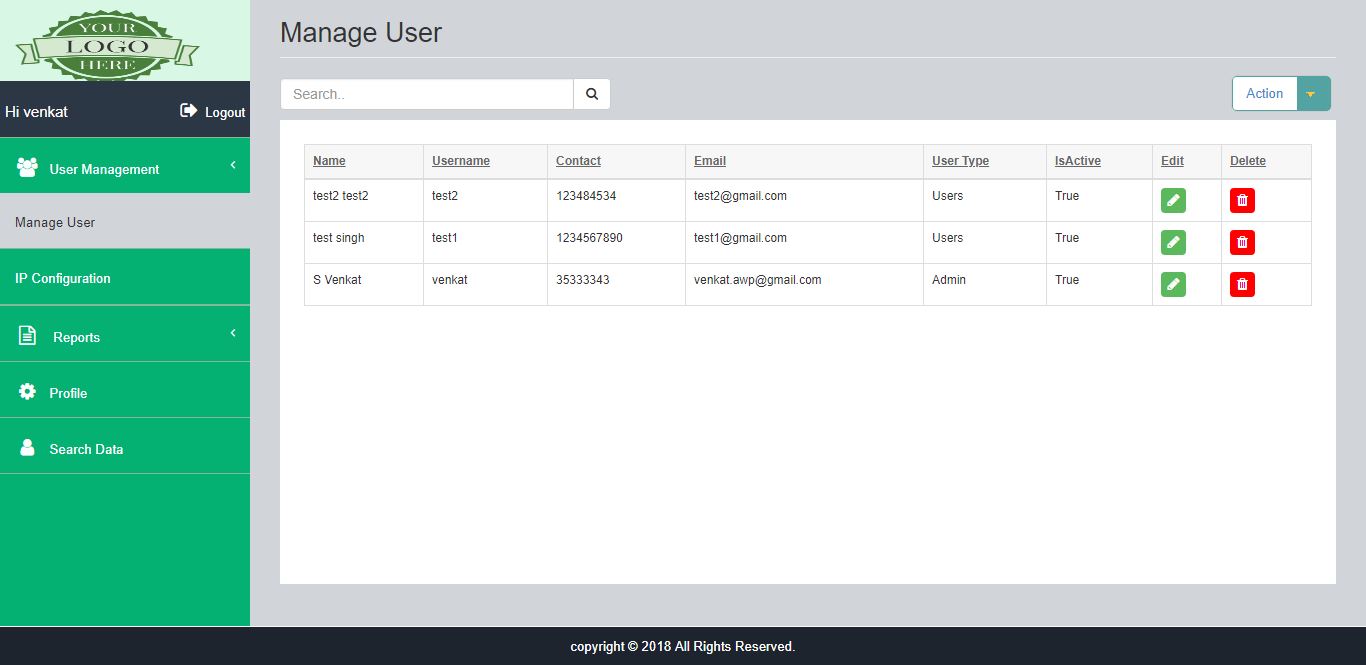 YOUR
LOGO
HERE
Hi venkat Logout
User Management
Manage User
IP Configuration
Reports
Profile
Search Data
Manage User
Search..
Action
Name Username Contact Email User Type IsActive Edit Delete
test2 test2 test2 123484534 test2@gmail.com Users True
test singh test1 1234567890 test1@gmail.com Users True
S Venkat venkat 35333343 venkat.awp@gmail.com Admin True
copyright © 2018 All Rights Reserved.